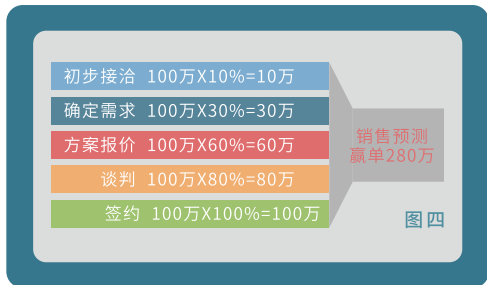 初步接洽 100万X10%=10万
确定需求 100万X30%=30万
方案报价 100万X60%=60万
谈判 100万X80%=80万
签约 100万X100%=100万
销售预测
赢单280万
图四